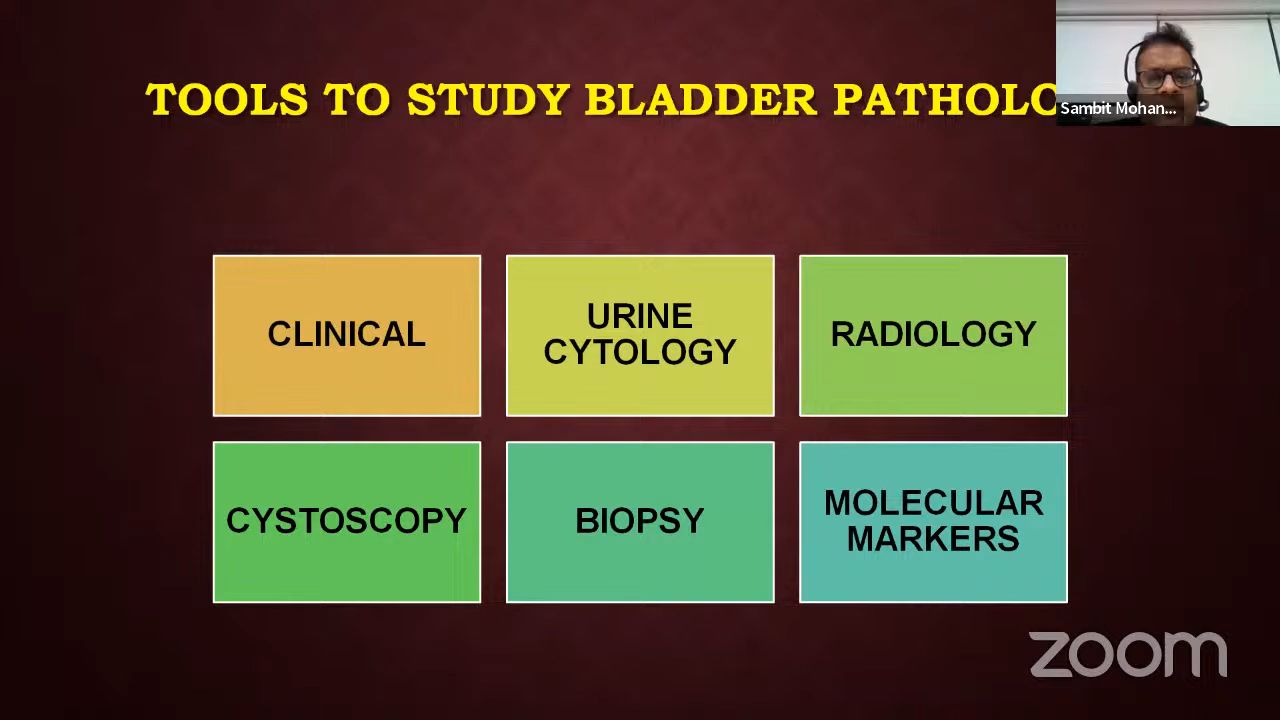 TOOLS TO STUDY BLADDER PATHOLO
Sambit Mohan...
CLINICAL
URINE
CYTOLOGY
RADIOLOGY
CYSTOSCOPY
BIOPSY
MOLECULAR
MARKERS
zoom